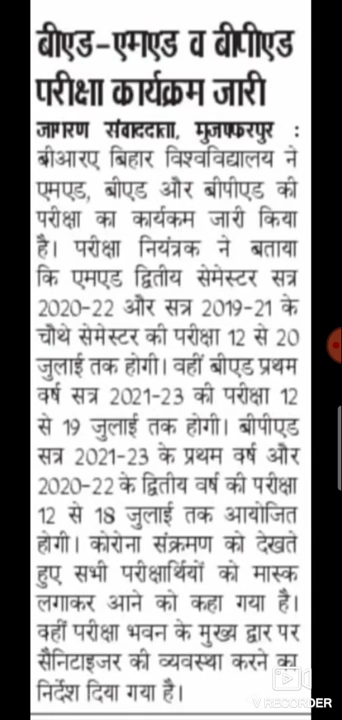 बीएड-एमएड व बीपीएड
परीक्षा कार्यक्रम जारी
जागरण संवाददाता, मुजफ्फरपुर :
बीआरए बिहार विश्वविद्यालय ने
एमएड, बीएड और बीपीएड की
परीक्षा का कार्यकम जारी किया
है। परीक्षा नियंत्रक ने बताया
कि एमएड द्वितीय सेमेस्टर सत्र
2020-22 और सत्र 2019-21 के
चौथे सेमेस्टर की परीक्षा 12 से 20
जुलाई तक होगी। वहीं बीएड प्रथम
वर्ष सत्र 2021-23 की परीक्षा 12
से 19 जुलाई तक होगी। बीपीएड
सत्र 2021-23 के प्रथम वर्ष और
2020-22 के द्वितीय वर्ष की परीक्षा
12 से 18 जुलाई तक आयोजित
होगी। कोरोना संक्रमण को देखते
हुए सभी परीक्षार्थियों को मास्क
लगाकर आने को कहा गया है।
वहीं परीक्षा भवन के मुख्य द्वार पर
सैनिटाइजर की व्यवस्था करने का
निर्देश दिया गया है।
V RECORDER